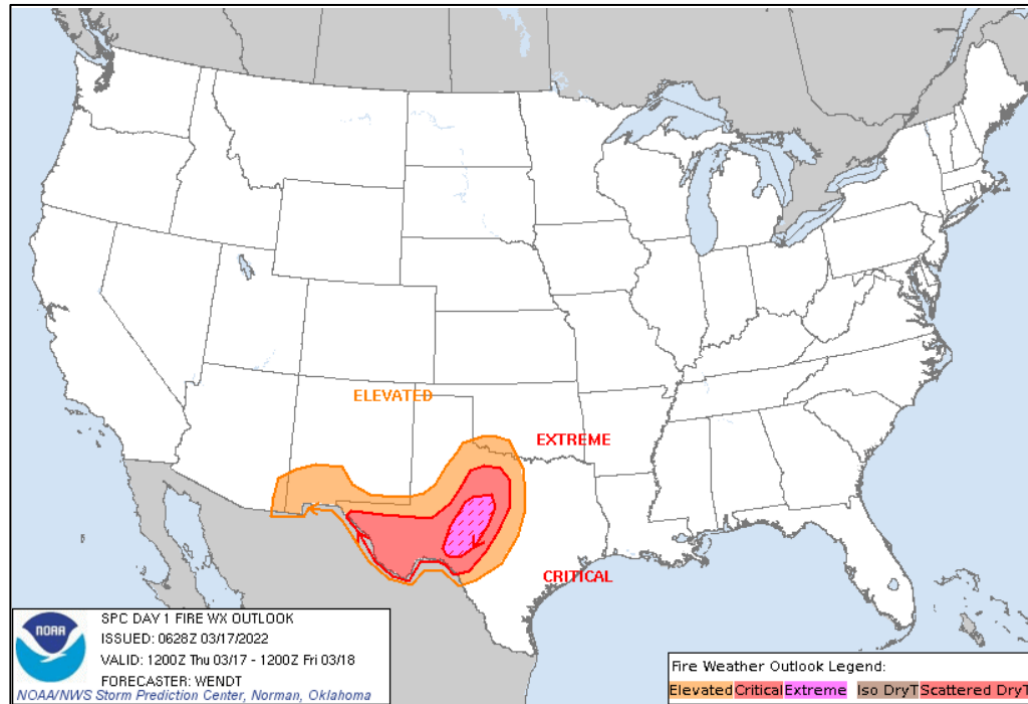 ELEVATED
EXTREME
CRITICAL
NOAA
SPC DAY 1 FIRE WX OUTLOOK
ISSUED: 0628Z 03/17/2022
VALID: 1200Z Thu 03/17 - 1200Z Fri 03/18
FORECASTER: WENDT
NOAA/NWS Storm Prediction Center, Norman, Oklahoma
Fire Weather Outlook Legend:
Elevated Critical Extreme Iso DryT Scattered DryT